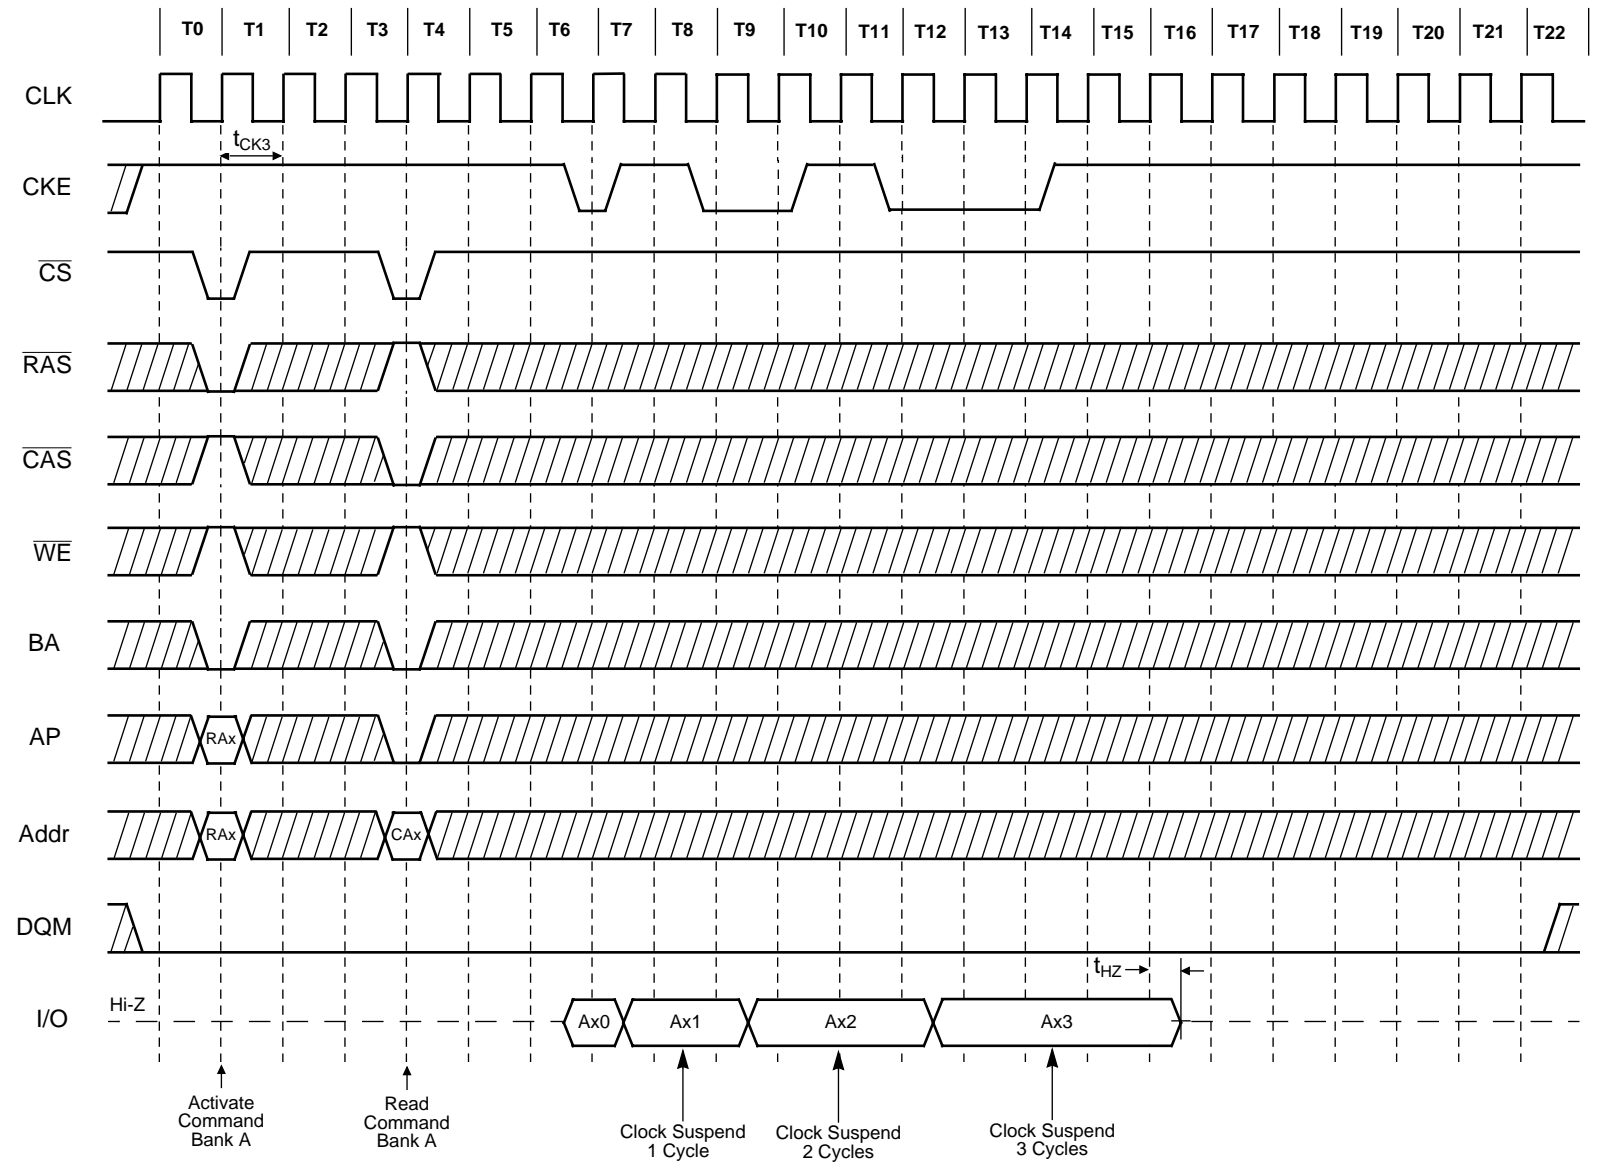 T0 T1 T2 T3 T4 T5 T6 T7 T8 T9 T10 T11 T12 T13 T14 T15 T16 T17 T18 T19 T20 T21 T22
CLK
tCK3
CKE
CS
RAS
CAS
WE
BA
AP RAx
Addr RAx CAx
DQM
tHZ
Hi-Z
I/O Ax0 Ax1 Ax2 Ax3
Activate
Command
Bank A
Read
Command
Bank A
Clock Suspend
1 Cycle
Clock Suspend
2 Cycles
Clock Suspend
3 Cycles